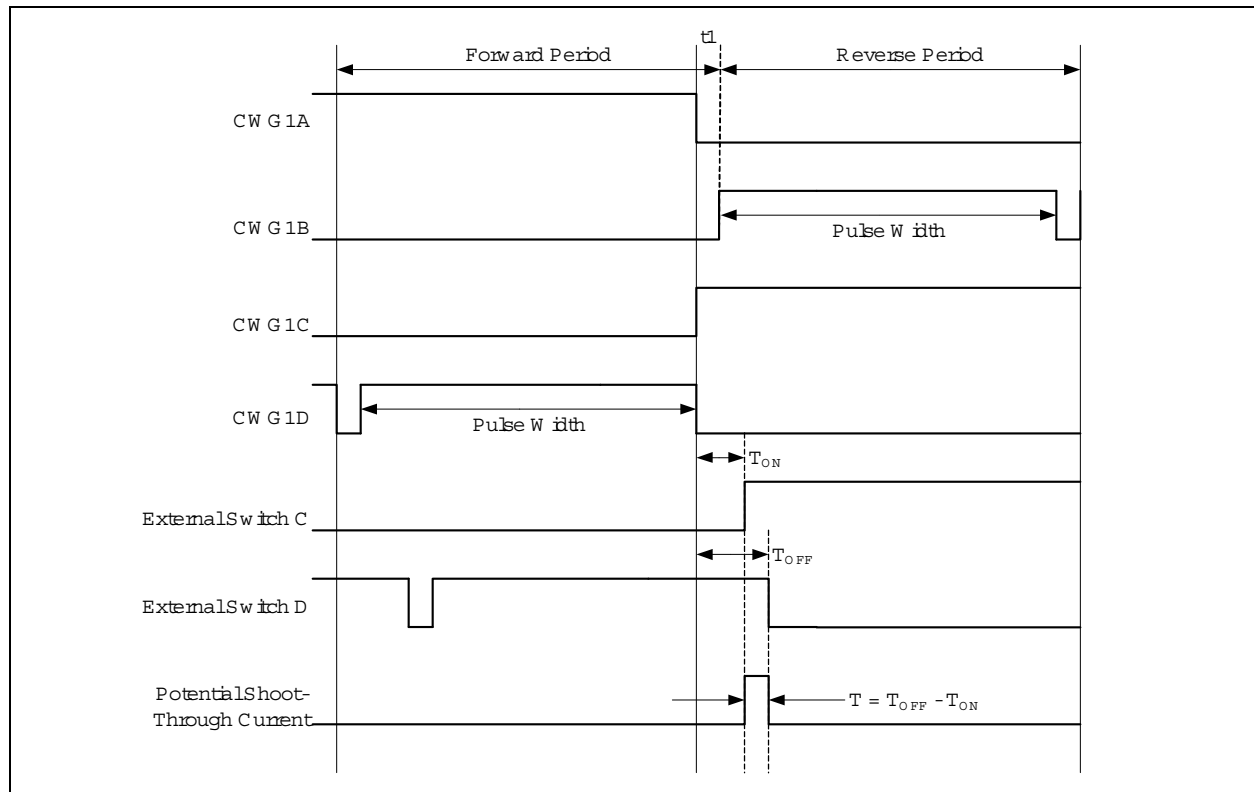 t1
Forward Period
Reverse Period
CWG1A
CWG1B
Pulse Width
CWG1C
CWG1D
Pulse Width
TON
External Switch C
TOFF
External Switch D
Potential Shoot-
Through Current
T = TOFF - TON